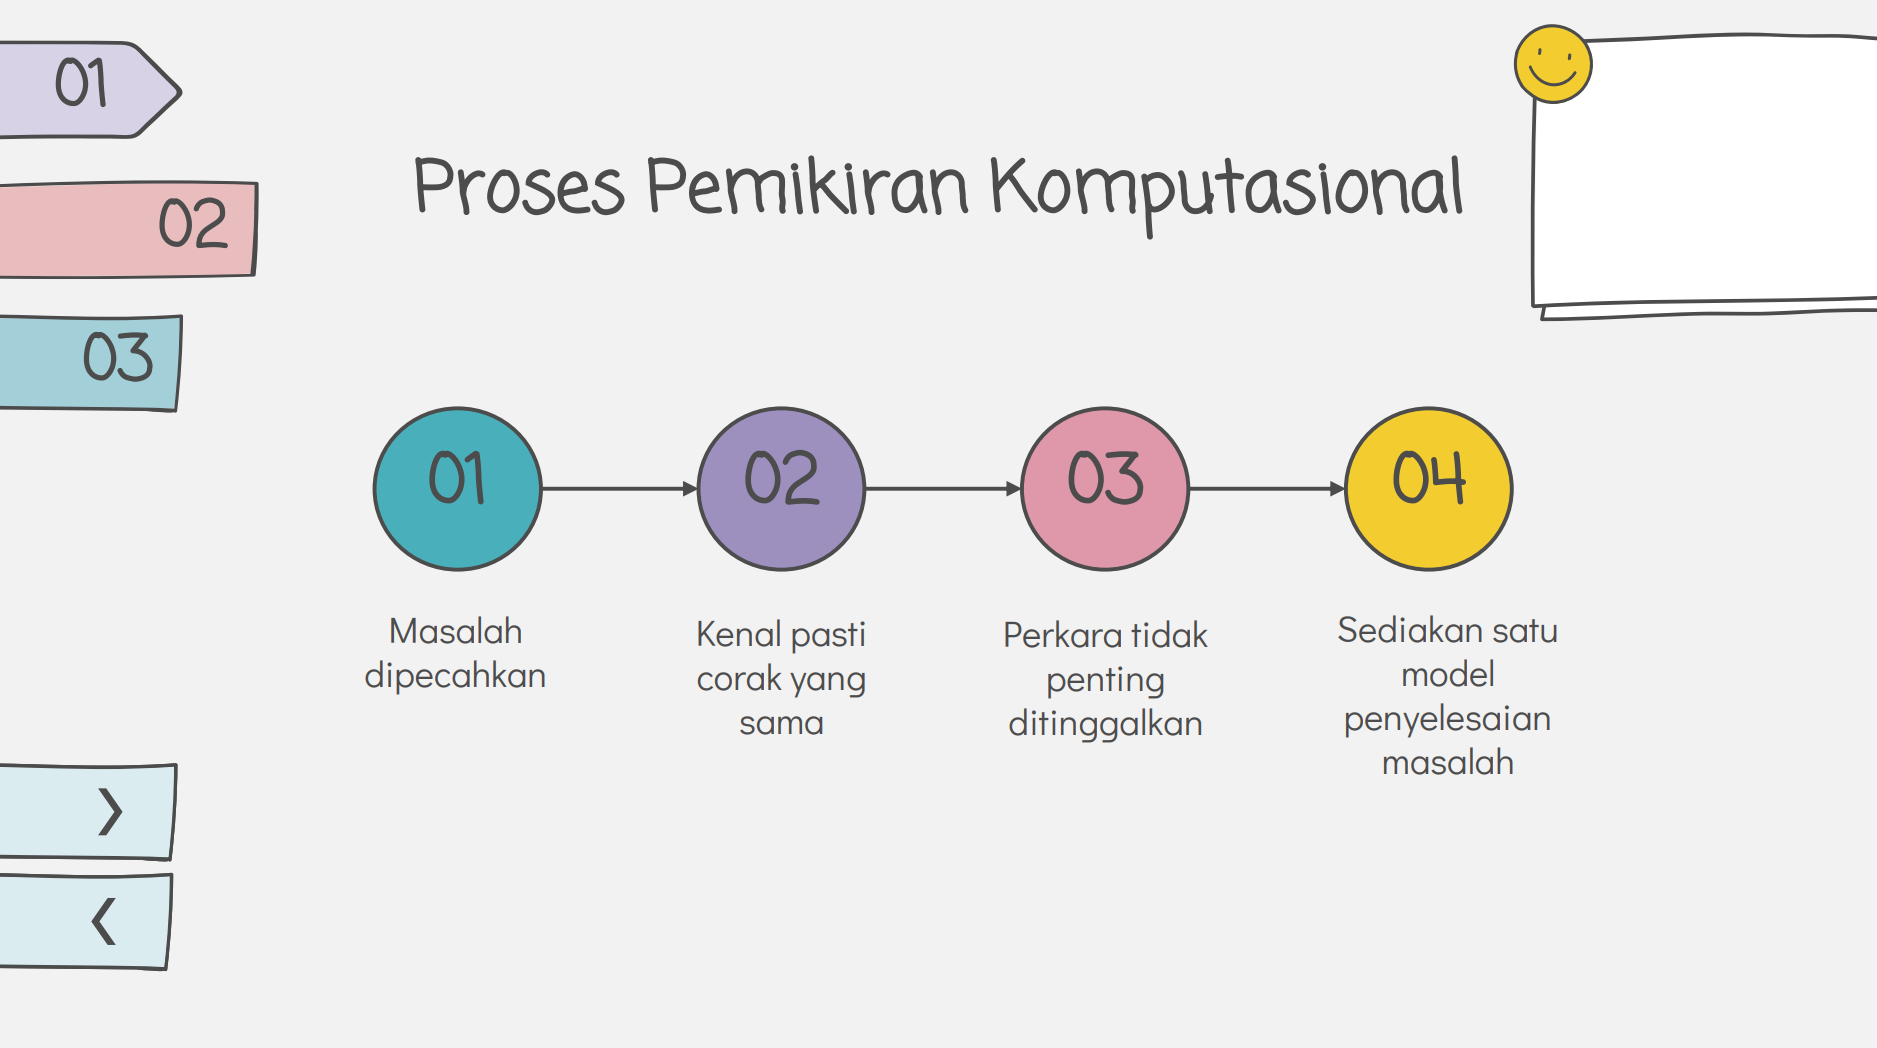 01
02
03
Proses Pemikiran Komputasional
01
02
03
04
Masalah
dipecahkan
Kenal pasti
corak yang
sama
Perkara tidak
penting
ditinggalkan
Sediakan satu
model
penyelesaian
masalah